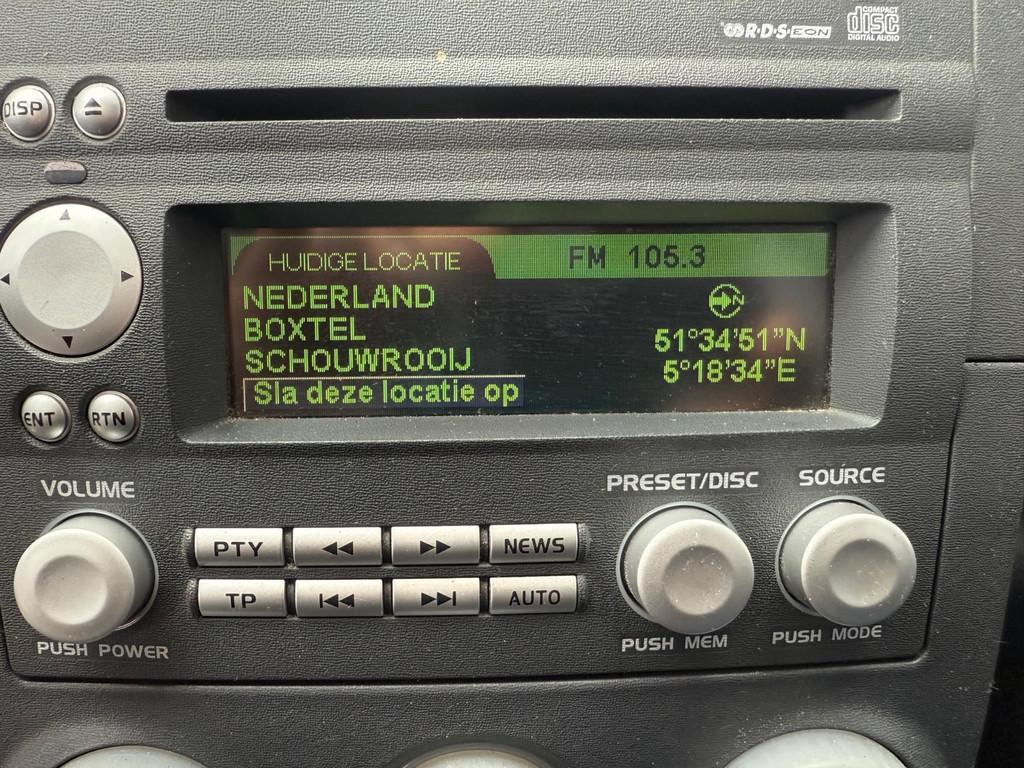 R·D·S EON
COMPACT
disc
DIGITAL AUDIO
DISP
HUIDIGE LOCATIE
FM 105.3
NEDERLAND
N
BOXTEL
51°34'51”N
SCHOUWROOIJ
5°18'34”E
Sla deze locatie op
ENT
RTN
VOLUME
PRESET/DISC
SOURCE
PTY
NEWS
TP
AUTO
PUSH POWER
PUSH MEM
PUSH MODE